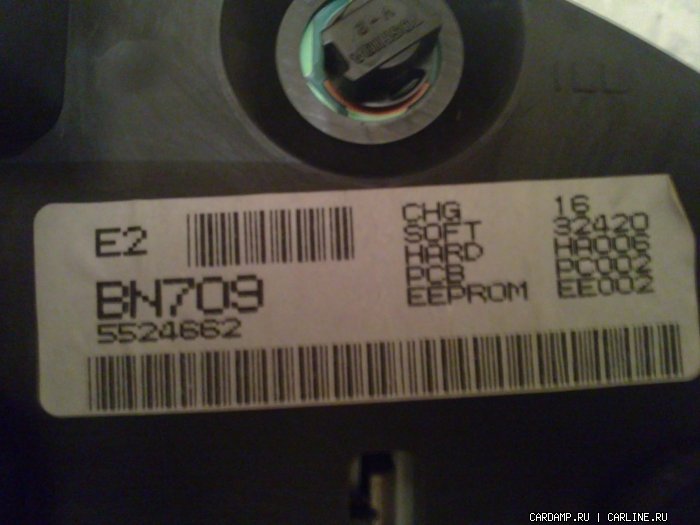 E2
BN709
5524662
CHG 16
SOFT 32420
HARD HA006
PCB PC002
EEPROM EE002
CARDAMP.RU | CARLINE.RU